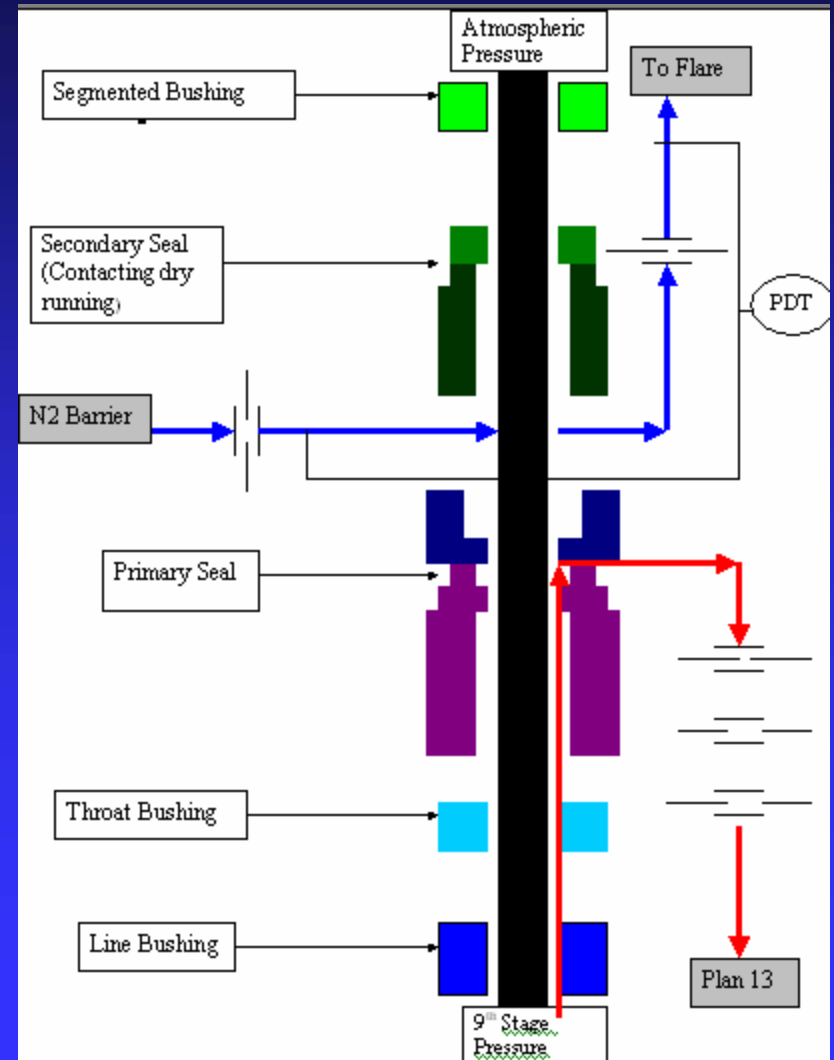 Atmospheric
Pressure
To Flare
Segmented Bushing
Secondary Seal
(Contacting dry
running)
PDT
N2 Barrier
Primary Seal
Throat Bushing
Line Bushing
Plan 13
9th Stage
Pressure